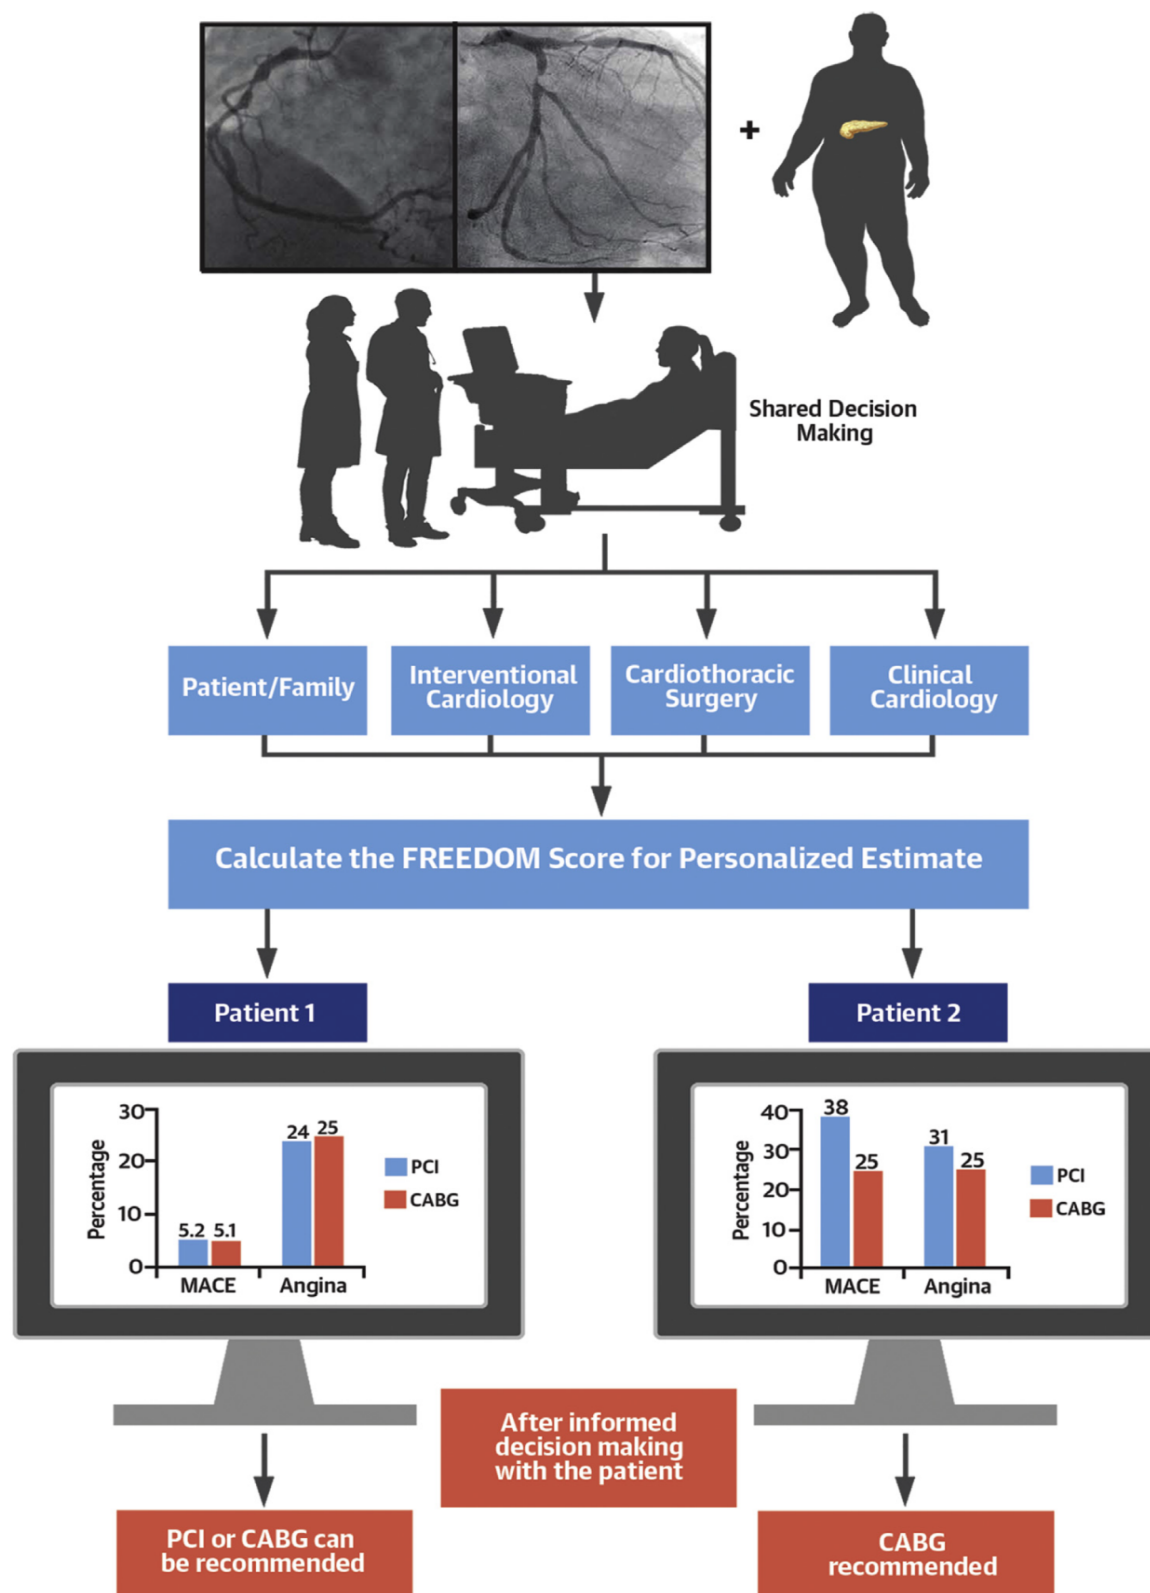 +
Shared Decision
Making
Patient/Family
Interventional
Cardiology
Cardiothoracic
Surgery
Clinical
Cardiology
Calculate the FREEDOM Score for Personalized Estimate
Patient 1
Patient 2
Percentage
30
20
10
0
5.2
5.1
24
25
MACE
Angina
PCI
CABG
Percentage
40
30
20
10
0
38
25
31
25
MACE
Angina
PCI
CABG
After informed
decision making
with the patient
PCI or CABG can
be recommended
CABG
recommended